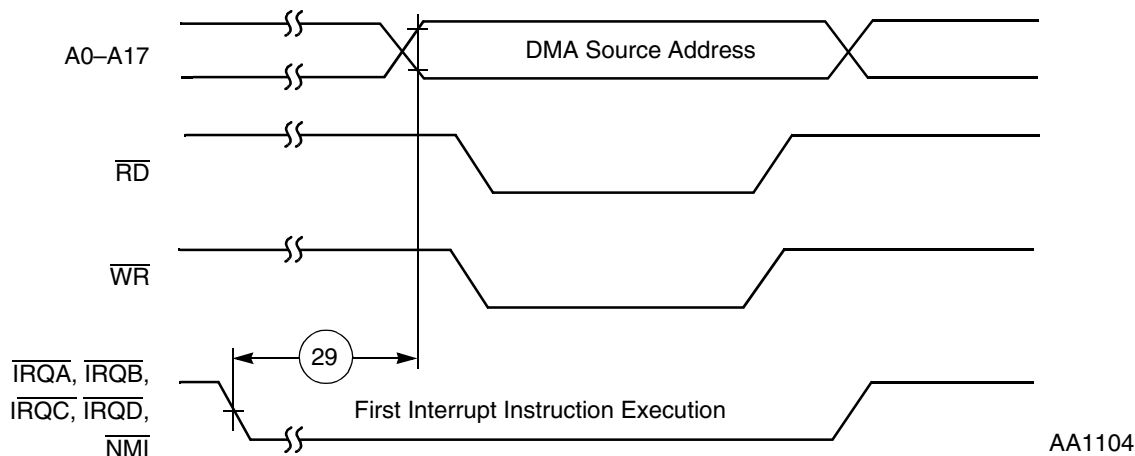 A0–A17
DMA Source Address
RD
WR
29
IRQA, IRQB,
IRQC, IRQD,
NMI
First Interrupt Instruction Execution
AA1104